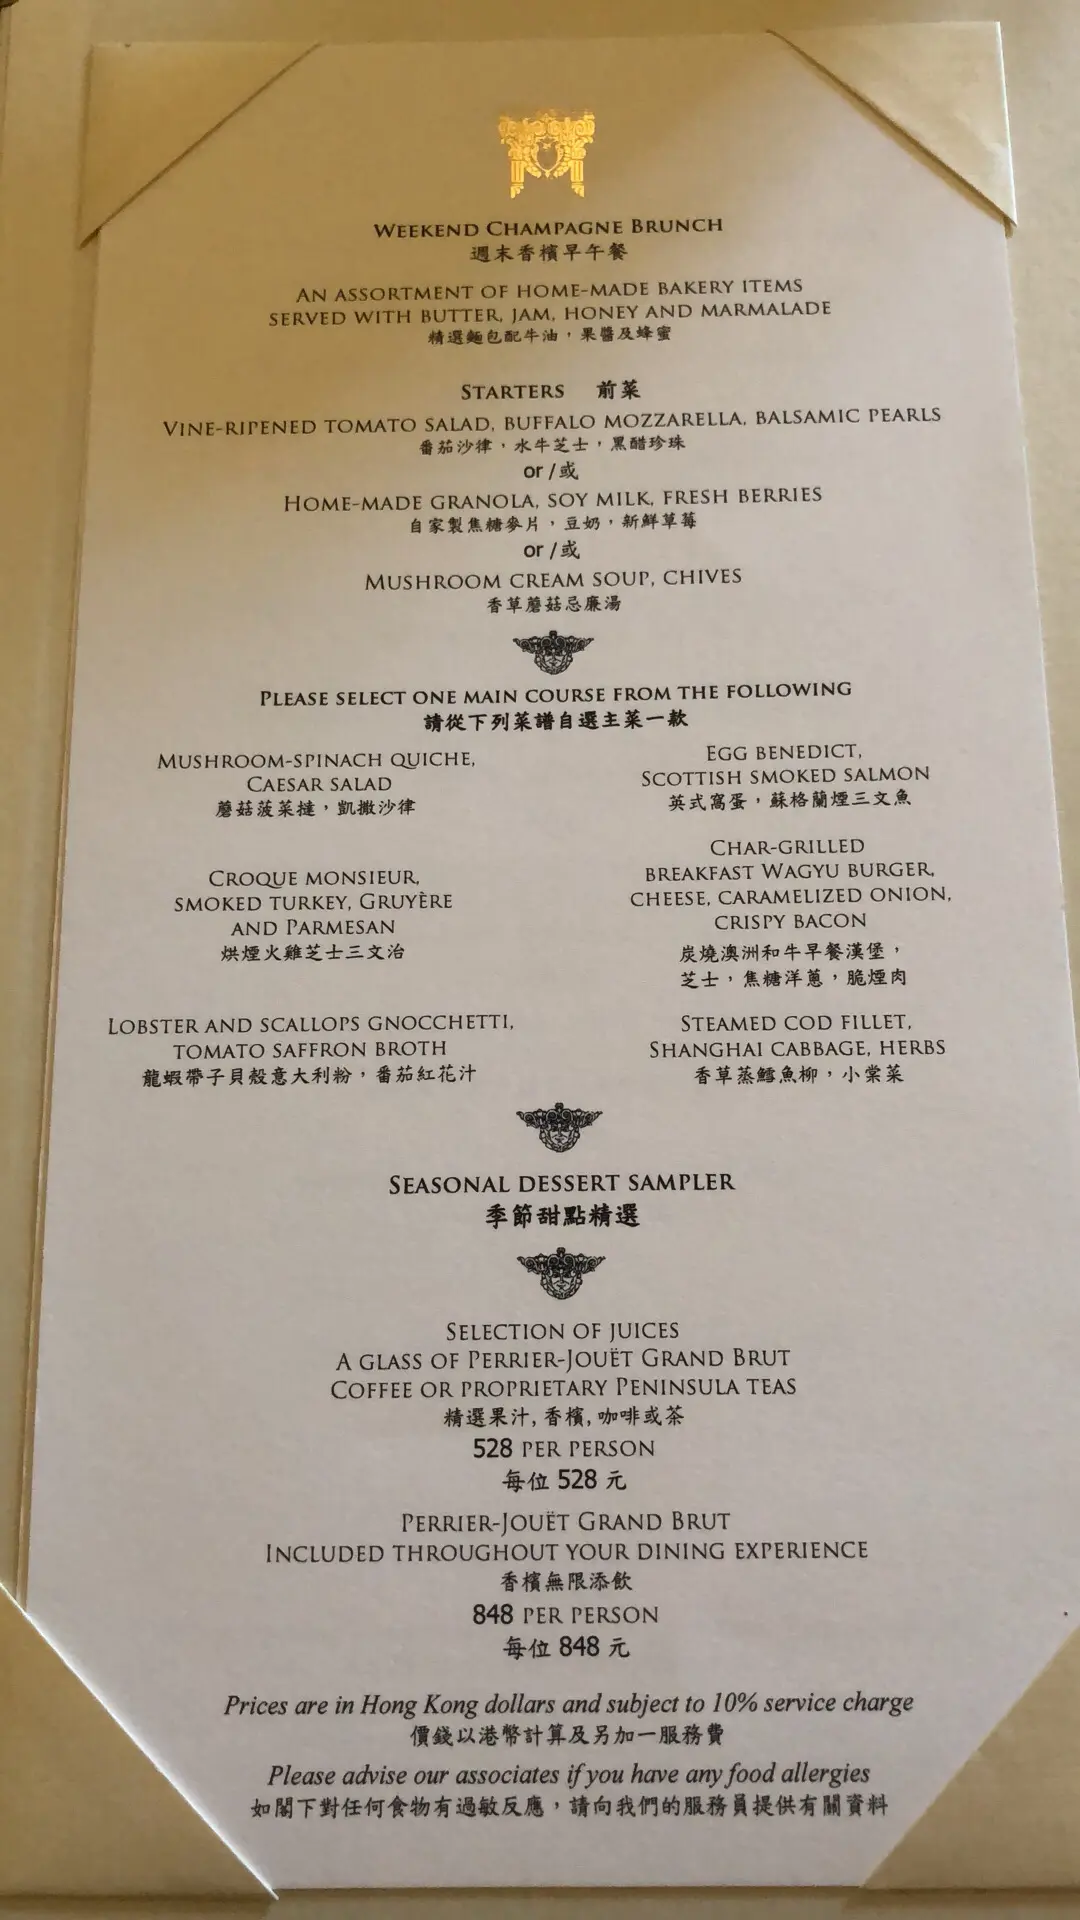 Weekend Champagne Brunch
週末香檳早午餐
An assortment of home-made bakery items
served with butter, jam, honey and marmalade
精選麵包配牛油，果醬及蜂蜜
Starters 前菜
Vine-ripened tomato salad, buffalo mozzarella, balsamic pearls
番茄沙律，水牛芝士，黑醋珍珠
or /或
Home-made granola, soy milk, fresh berries
自家製焦糖麥片，豆奶，新鮮草莓
or /或
Mushroom cream soup, chives
香草蘑菇忌廉湯
Please select one main course from the following
請從下列菜譜自選主菜一款
Mushroom-spinach quiche,
Caesar salad
蘑菇菠菜撻，凱撒沙律
Egg benedict,
Scottish smoked salmon
英式窩蛋，蘇格蘭煙三文魚
Croque monsieur,
smoked turkey, Gruyère
and Parmesan
烘煙火雞芝士三文治
Char-grilled
breakfast Wagyu burger,
cheese, caramelized onion,
crispy bacon
炭燒澳洲和牛早餐漢堡，
芝士，焦糖洋蔥，脆煙肉
Lobster and scallops gnocchetti,
tomato saffron broth
龍蝦帶子貝殼意大利粉，番茄紅花汁
Steamed cod fillet,
Shanghai cabbage, herbs
香草蒸鱈魚柳，小棠菜
Seasonal dessert sampler
季節甜點精選
Selection of juices
A glass of Perrier-Jouët Grand Brut
Coffee or proprietary Peninsula teas
精選果汁, 香檳, 咖啡或茶
528 per person
每位 528 元
Perrier-Jouët Grand Brut
Included throughout your dining experience
香檳無限添飲
848 per person
每位 848 元
Prices are in Hong Kong dollars and subject to 10% service charge
價錢以港幣計算及另加一服務費
Please advise our associates if you have any food allergies
如閣下對任何食物有過敏反應，請向我們的服務員提供有關資料